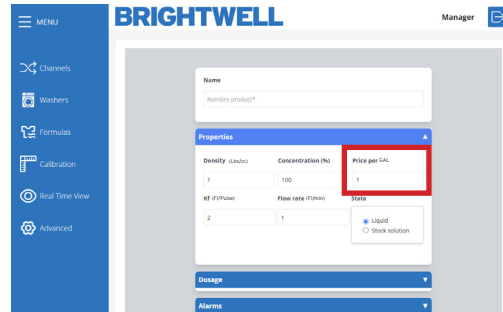 MENU
BRIGHTWELL
Manager
Channels
Washers
Formulas
Calibration
Real Time View
Advanced
Name
Nombre product*
Properties
Density (Lbs/cc) Concentration (%) Price per GAL
1 100 1
Kf (Fl/Pulse) Flow rate (Fl/min) State
2 1
Liquid
Stock solution
Dosage
Alarms